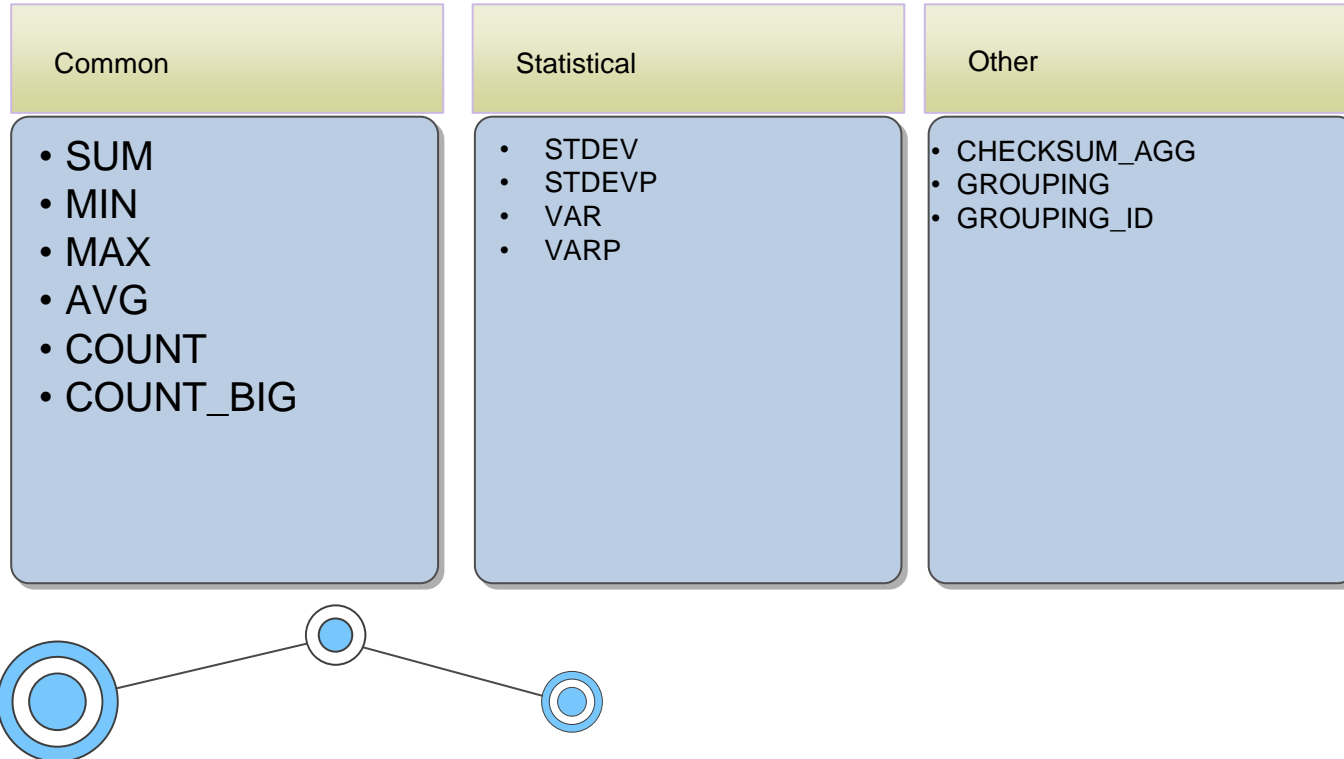 Common
• SUM
• MIN
• MAX
• AVG
• COUNT
• COUNT_BIG
Statistical
• STDEV
• STDEVP
• VAR
• VARP
Other
• CHECKSUM_AGG
• GROUPING
• GROUPING_ID